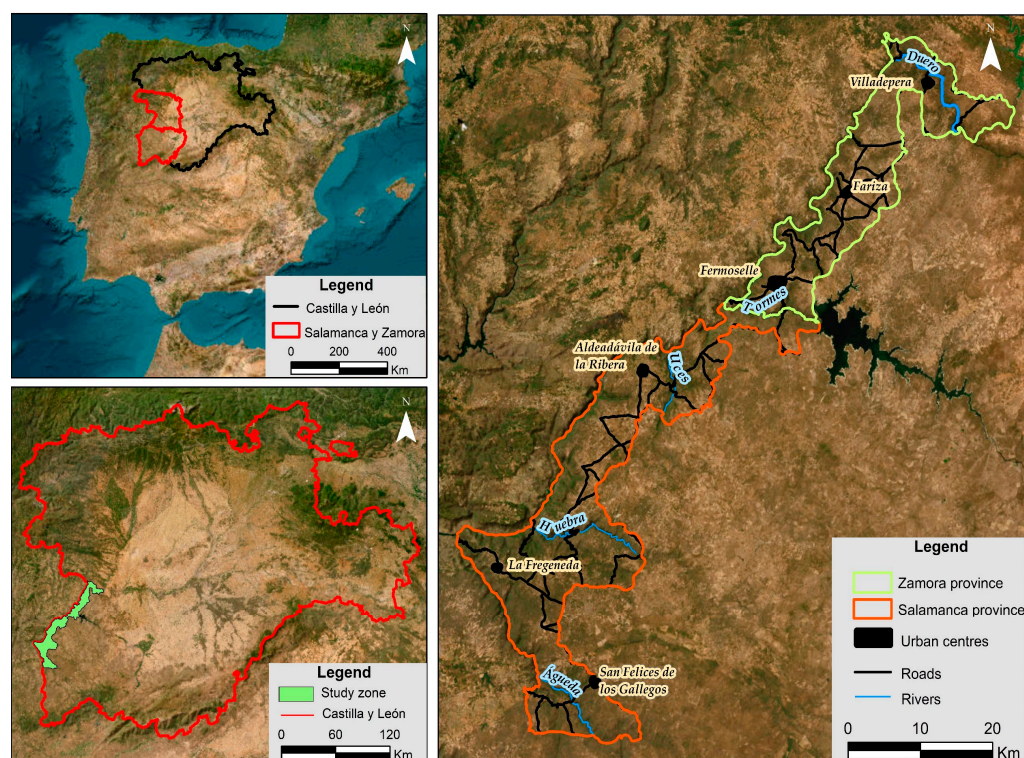 N
Legend
Castilla y León
Salamanca y Zamora
0 200 400
Km
N
Legend
Study zone
Castilla y León
0 60 120
Km
N
Duero
Villadepera
Fariza
Fermoselle
Tormes
Aldeadávila de
la Ribera
Uces
Huebra
La Fregeneda
San Felices de
los Gallegos
Águeda
Legend
Zamora province
Salamanca province
Urban centres
Roads
Rivers
0 10 20
Km